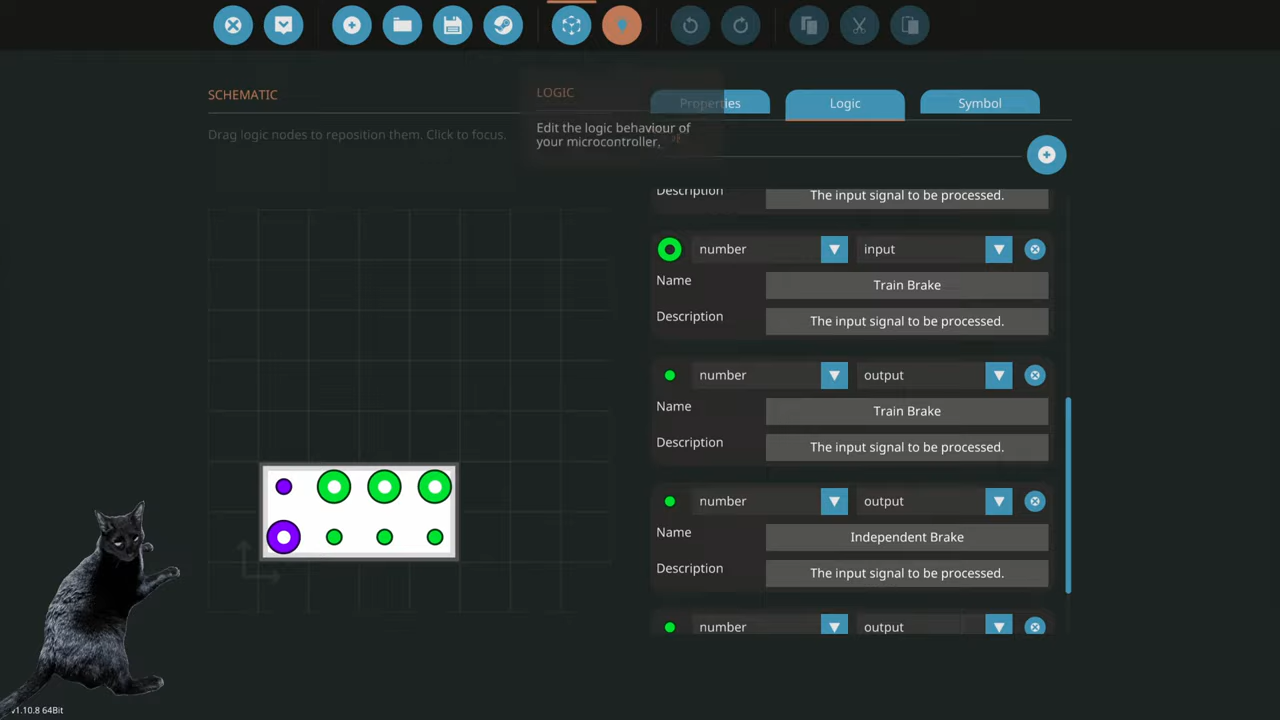 SCHEMATIC
Drag logic nodes to reposition them. Click to focus.
LOGIC
Edit the logic behaviour of
your microcontroller,
Properties
Logic
Symbol
Description
The input signal to be processed.
number
input
Name
Train Brake
Description
The input signal to be processed.
number
output
Name
Train Brake
Description
The input signal to be processed.
number
output
Name
Independent Brake
Description
The input signal to be processed.
number
output
v1.10.8 64Bit